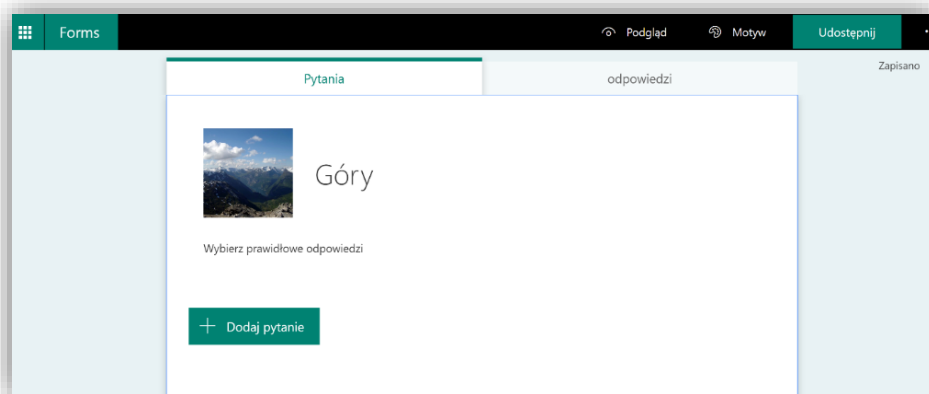 Forms
Podgląd
Motyw
Udostępnij
Zapisano
Pytania
odpowiedzi
Góry
Wybierz prawidłowe odpowiedzi
Dodaj pytanie